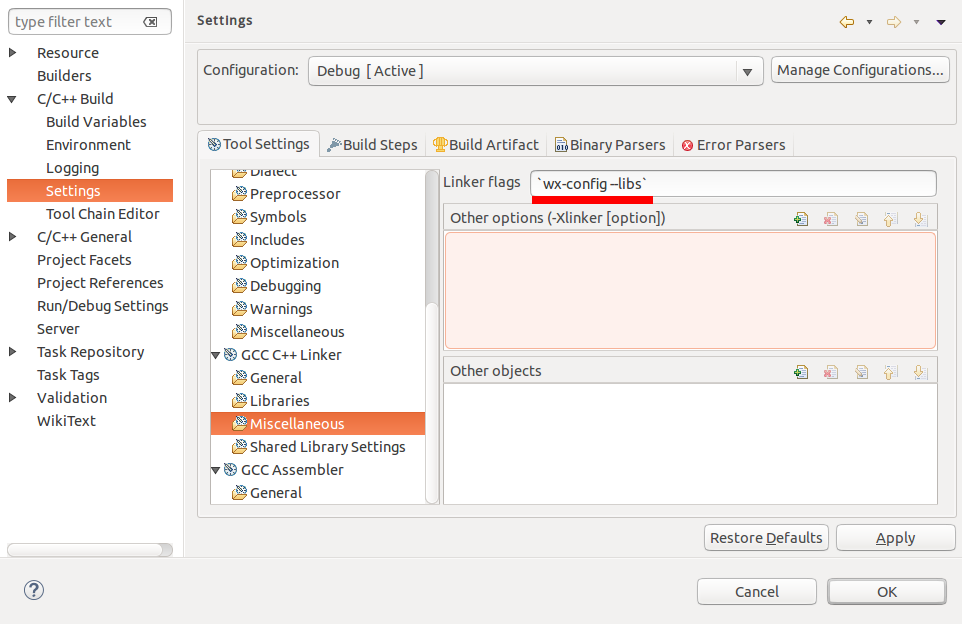 type filter text
Resource
Builders
C/C++ Build
Build Variables
Environment
Logging
Settings
Tool Chain Editor
C/C++ General
Project Facets
Project References
Run/Debug Settings
Server
Task Repository
Task Tags
Validation
WikiText
Settings
Configuration: Debug [ Active ] Manage Configurations...
Tool Settings Build Steps Build Artifact Binary Parsers Error Parsers
Dialect
Preprocessor
Symbols
Includes
Optimization
Debugging
Warnings
Miscellaneous
GCC C++ Linker
General
Libraries
Miscellaneous
Shared Library Settings
GCC Assembler
General
Linker flags `wx-config --libs`
Other options (-Xlinker [option])
Other objects
Restore Defaults Apply
? Cancel OK